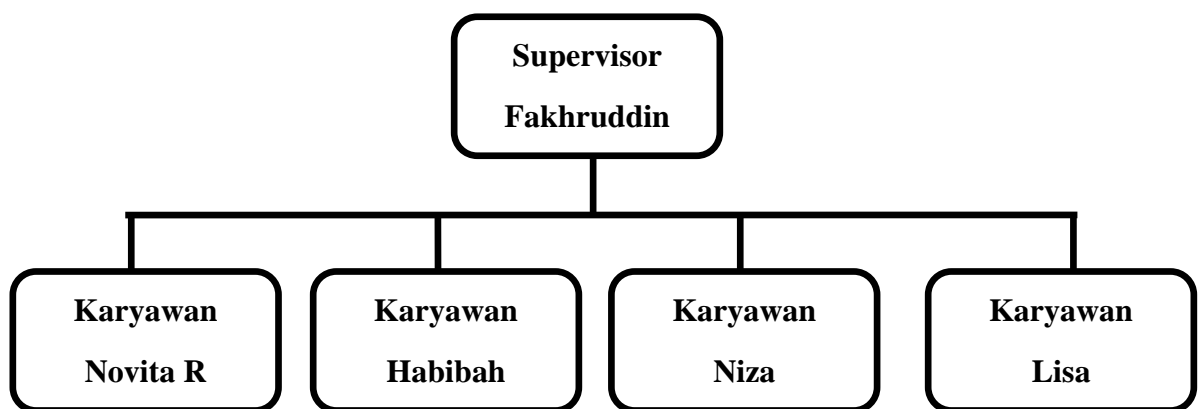 Supervisor
Fakhruddin
Karyawan
Novita R
Karyawan
Habibah
Karyawan
Niza
Karyawan
Lisa